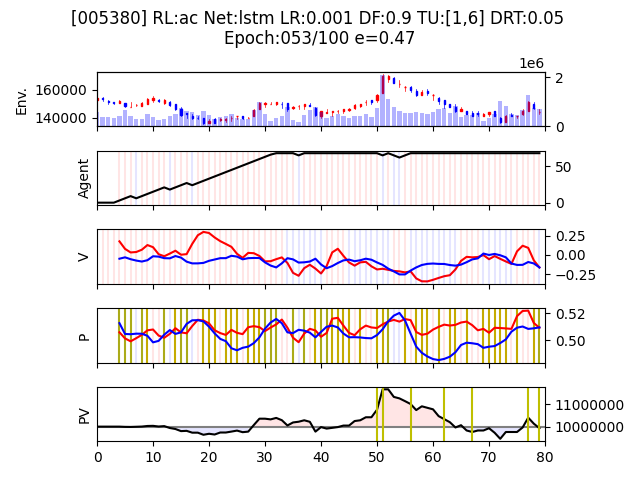 [005380] RL:ac Net:lstm LR:0.001 DF:0.9 TU:[1,6] DRT:0.05
Epoch:053/100 e=0.47
1e6
Env.
160000
140000
2
0
Agent
50
0
V
0.25
0.00
−0.25
P
0.52
0.50
PV
11000000
10000000
0 10 20 30 40 50 60 70 80